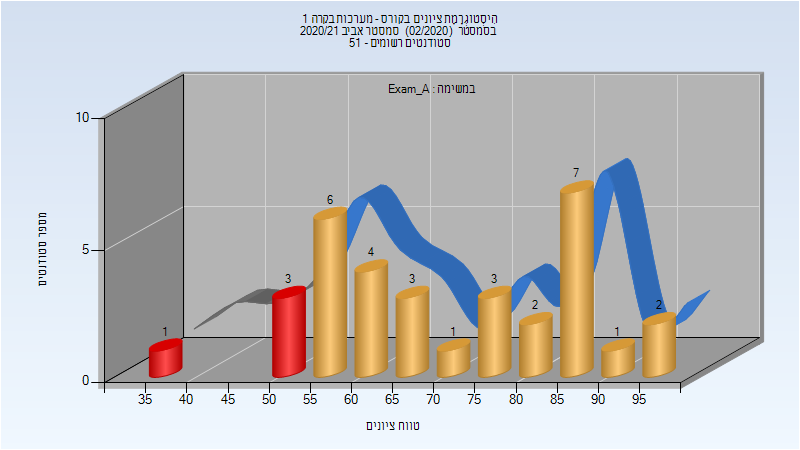 היסטוגרמת ציונים בקורס - מערכות בקרה 1
בסמסטר (02/2020) סמסטר אביב 2020/21
סטודנטים רשומים - 51
במשימה : Exam_A
מספר סטודנטים
10
5
0
1
3
6
4
3
1
3
2
7
1
2
35 40 45 50 55 60 65 70 75 80 85 90 95
טווח ציונים